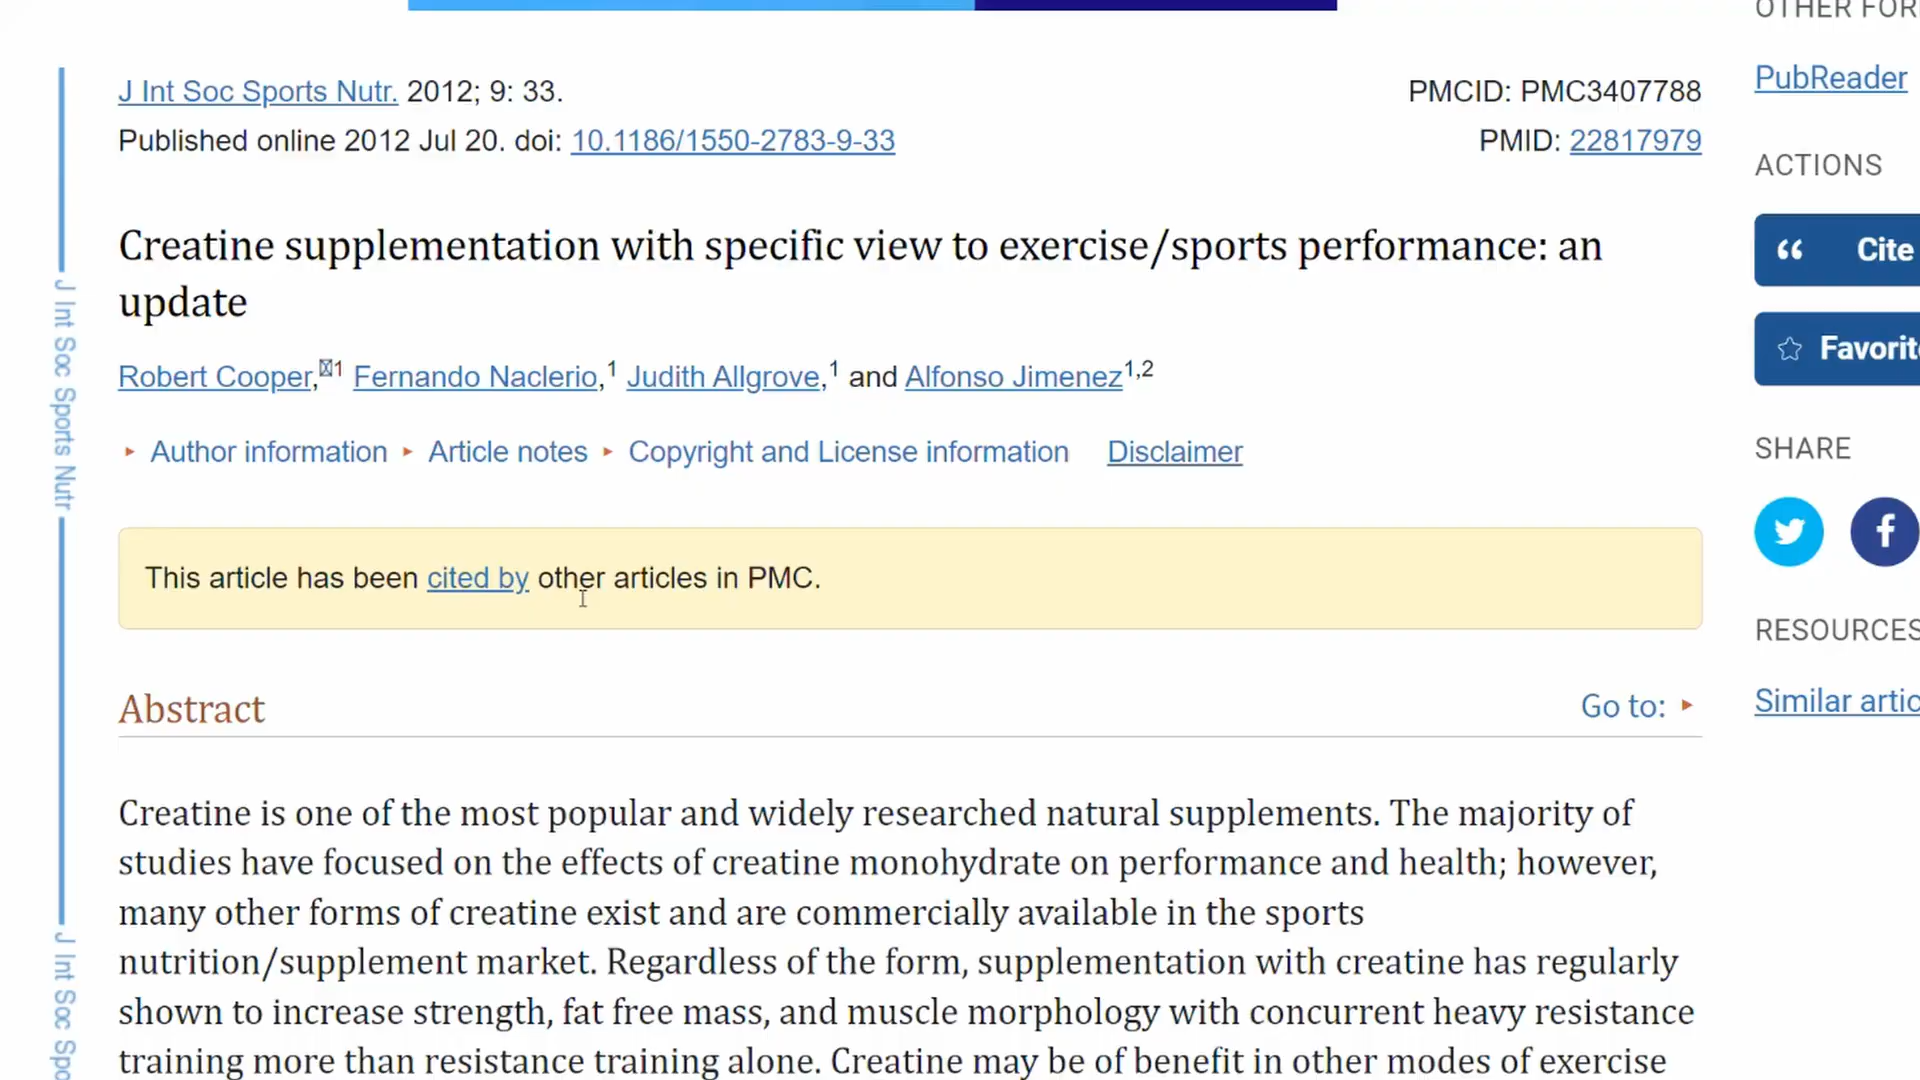 OTHER FOR
J Int Soc Sports Nutr. 2012; 9: 33.
PMCID: PMC3407788
PubReader
Published online 2012 Jul 20. doi: 10.1186/1550-2783-9-33
PMID: 22817979
ACTIONS
Creatine supplementation with specific view to exercise/sports performance: an
update
Cite
Favorit
Robert Cooper,1 Fernando Naclerio,1 Judith Allgrove,1 and Alfonso Jimenez1,2
Author information Article notes Copyright and License information Disclaimer
SHARE
J Int Soc Sports Nutr
This article has been cited by other articles in PMC.
RESOURCES
Abstract
Go to:
Similar artic
Creatine is one of the most popular and widely researched natural supplements. The majority of
studies have focused on the effects of creatine monohydrate on performance and health; however,
many other forms of creatine exist and are commercially available in the sports
nutrition/supplement market. Regardless of the form, supplementation with creatine has regularly
shown to increase strength, fat free mass, and muscle morphology with concurrent heavy resistance
training more than resistance training alone. Creatine may be of benefit in other modes of exercise
J Int Soc Spo